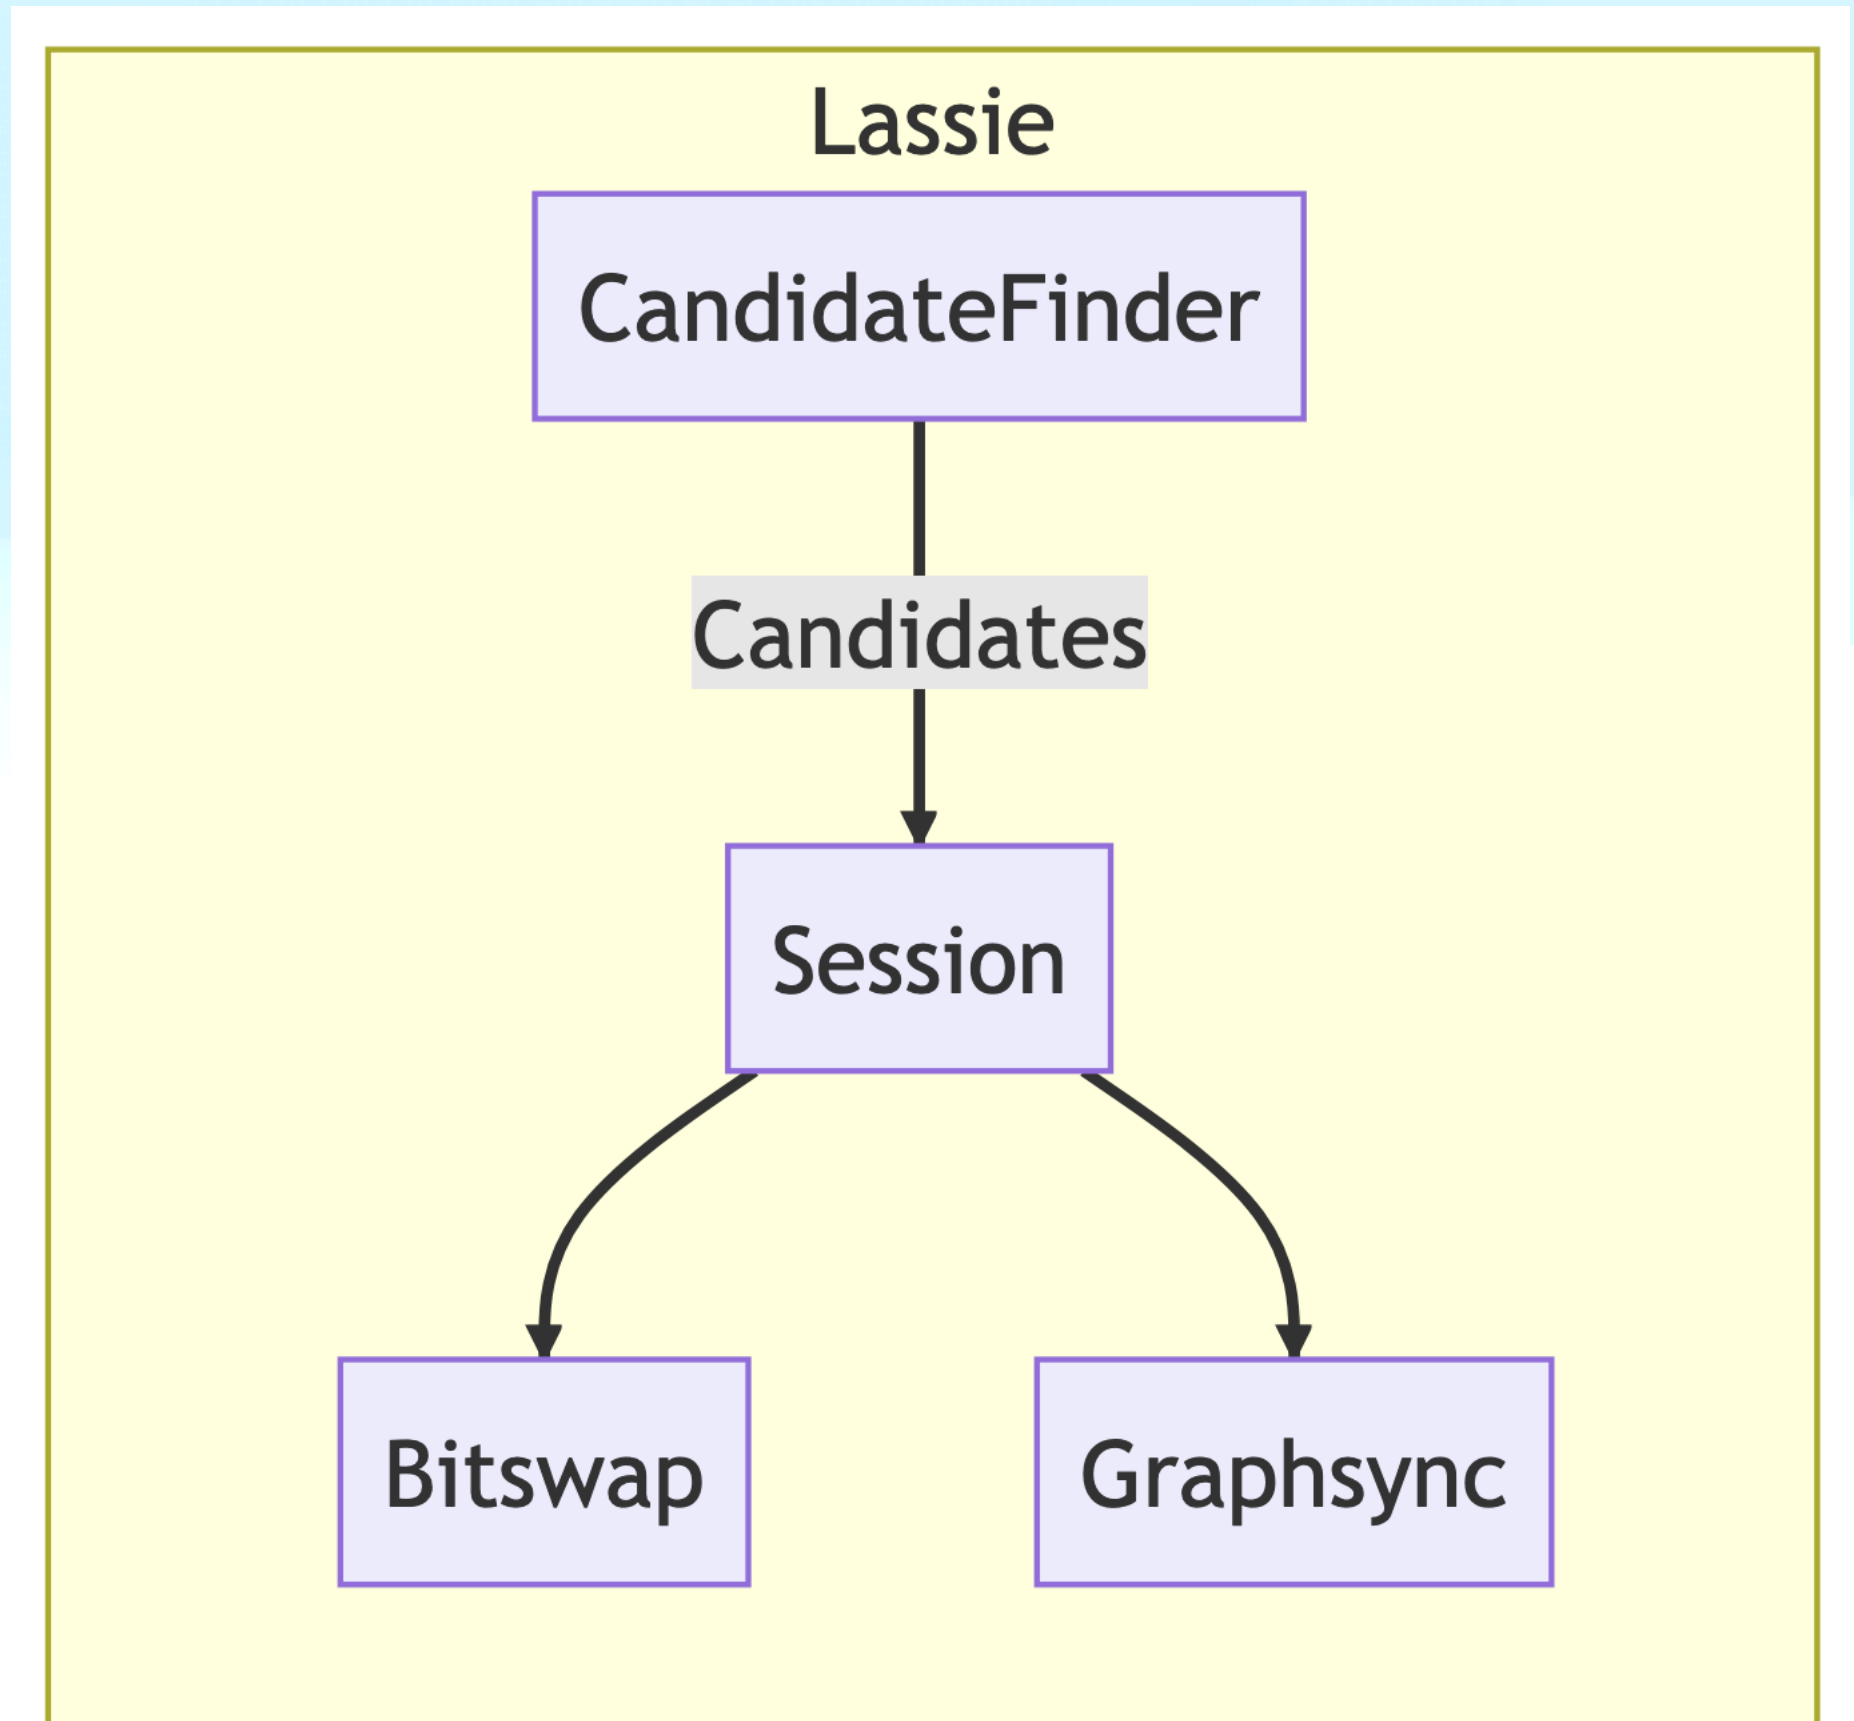 Lassie
CandidateFinder
Candidates
Session
Bitswap
Graphsync